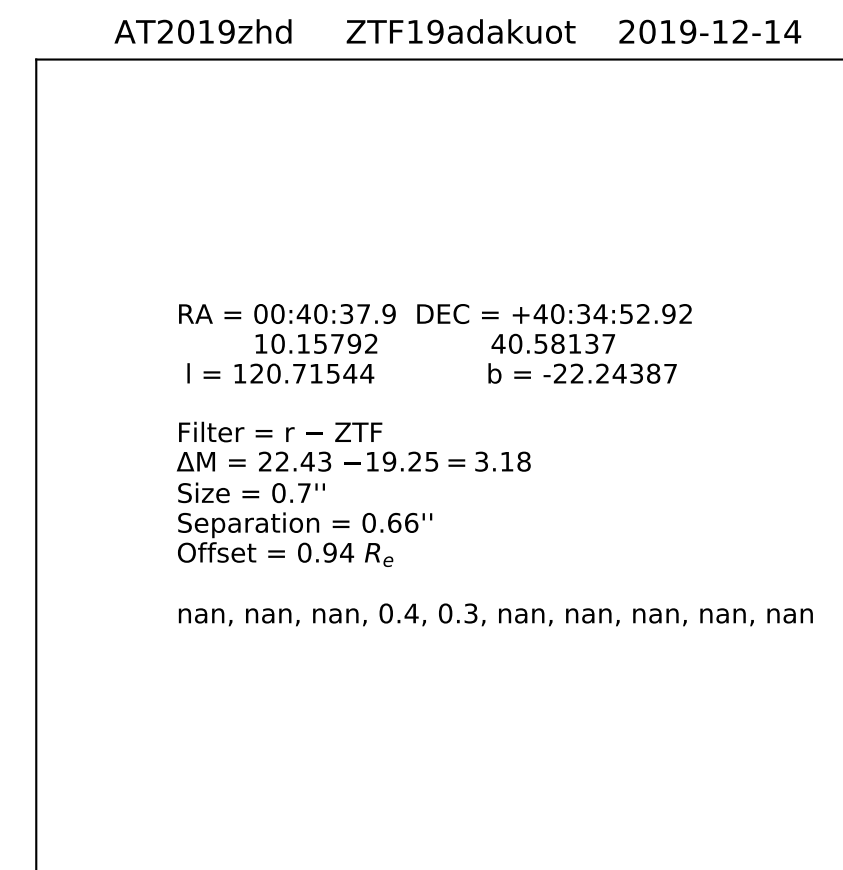 AT2019zhd ZTF19adakuot 2019-12-14
RA = 00:40:37.9 DEC = +40:34:52.92
10.15792 40.58137
l = 120.71544 b = -22.24387
Filter = r − ZTF
ΔM = 22.43 −19.25 = 3.18
Size = 0.7''
Separation = 0.66''
Offset = 0.94 Rₑ
nan, nan, nan, 0.4, 0.3, nan, nan, nan, nan, nan